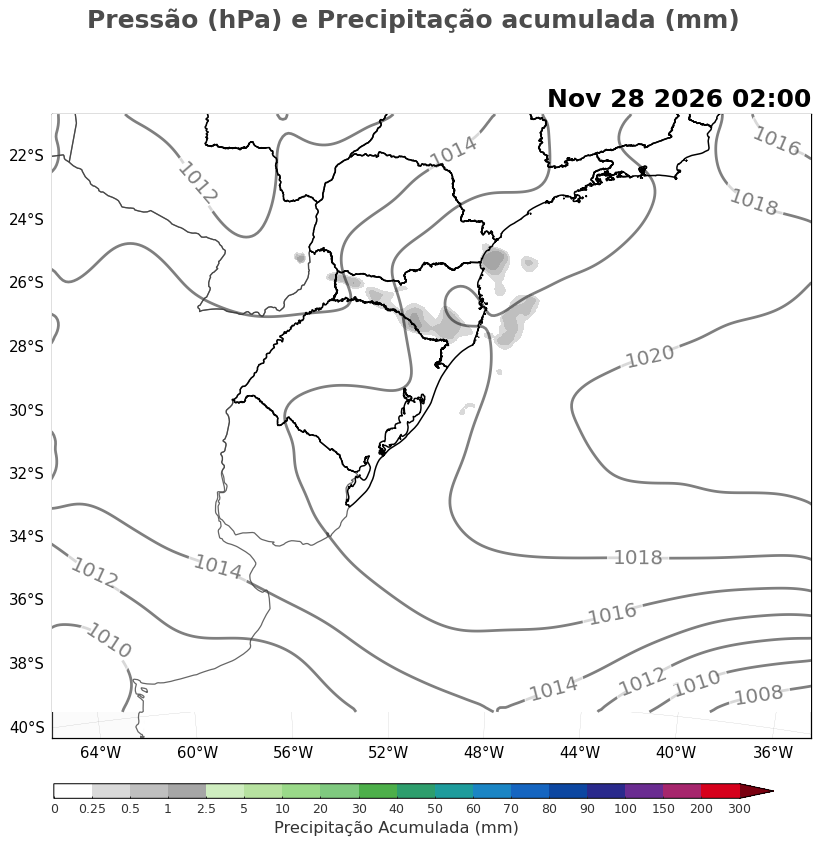 Pressão (hPa) e Precipitação acumulada (mm)
Nov 28 2026 02:00
1014
1016
22°S
1012
1018
24°S
26°S
28°S
1020
30°S
32°S
34°S
1018
1014
1012
36°S
1016
1010
38°S
1014
1012
1010
1008
40°S
64°W 60°W 56°W 52°W 48°W 44°W 40°W 36°W
0 0.25 0.5 1 2.5 5 10 20 30 40 50 60 70 80 90 100 150 200 300
Precipitação Acumulada (mm)